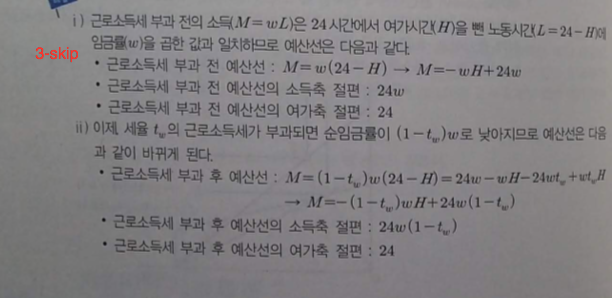 i) 근로소득세 부과 전의 소득(M=wL)은 24시간에서 여가시간(H)을 뺀 노동시간(L=24-H)에
3-skip
임금률(w)을 곱한 값과 일치하므로 예산선은 다음과 같다.
• 근로소득세 부과 전 예산선 : M=w(24-H) → M=-wH+24w
• 근로소득세 부과 전 예산선의 소득축 절편 : 24w
• 근로소득세 부과 전 예산선의 여가축 절편 : 24
ii) 이제, 세율 t_w의 근로소득세가 부과되면 순임금률이 (1-t_w)w로 낮아지므로 예산선은 다음
과 같이 바뀌게 된다.
• 근로소득세 부과 후 예산선 : M=(1-t_w)w(24-H)=24w-wH-24wt_w+wt_wH
→ M=-(1-t_w)wH+24w(1-t_w)
• 근로소득세 부과 후 예산선의 소득축 절편 : 24w(1-t_w)
• 근로소득세 부과 후 예산선의 여가축 절편 : 24